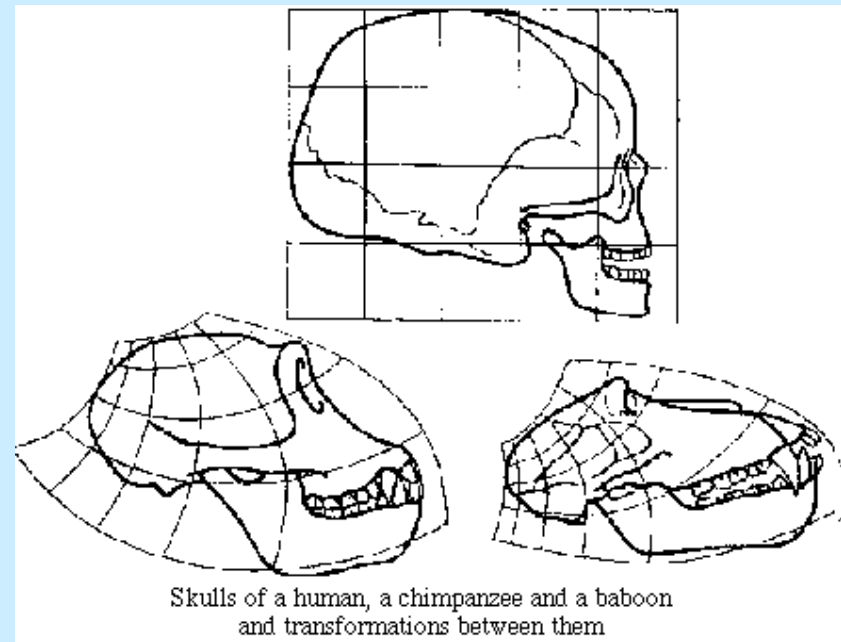 Skulls of a human, a chimpanzee and a baboon
and transformations between them